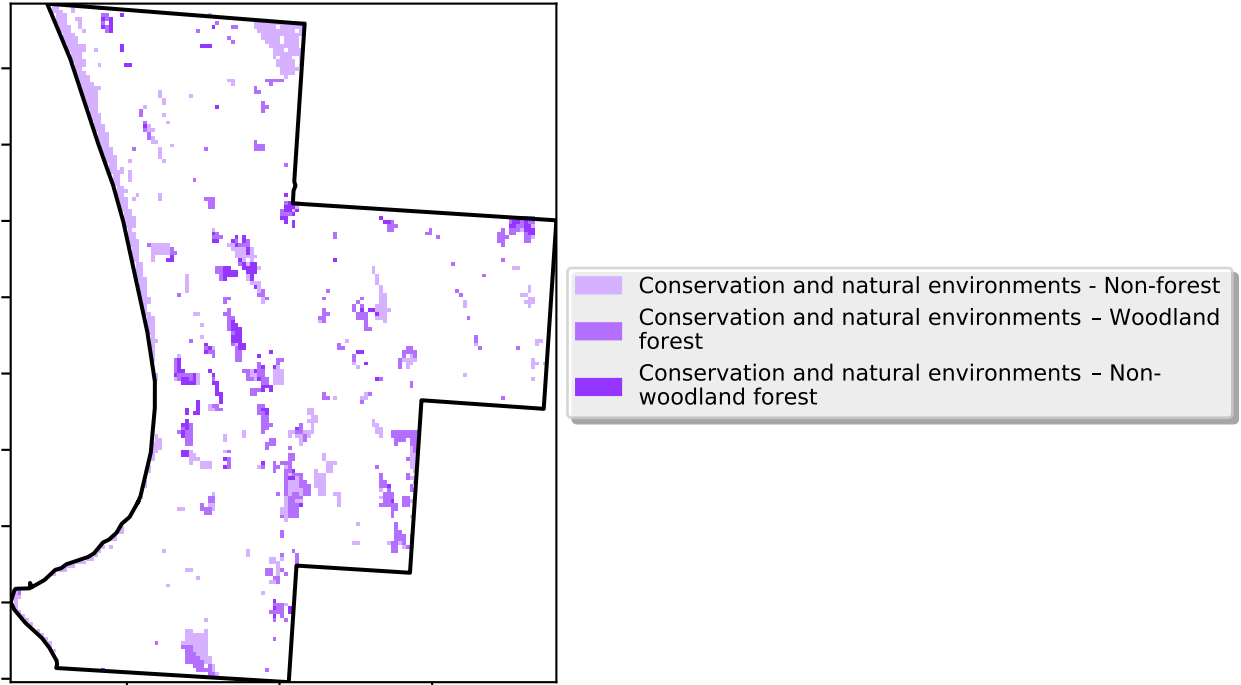 Conservation and natural environments - Non-forest
Conservation and natural environments – Woodland
forest
Conservation and natural environments – Non-
woodland forest